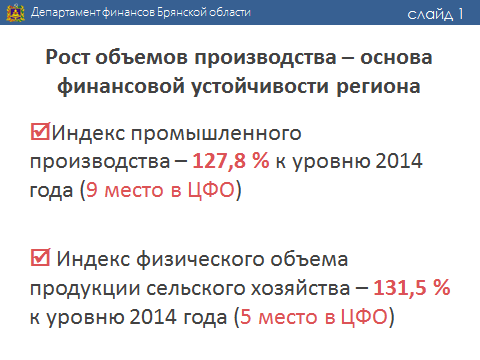 Департамент финансов Брянской области
слайд 1
Рост объемов производства – основа
финансовой устойчивости региона
Индекс промышленного
производства – 127,8 % к уровню 2014
года (9 место в ЦФО)
Индекс физического объема
продукции сельского хозяйства – 131,5 %
к уровню 2014 года (5 место в ЦФО)